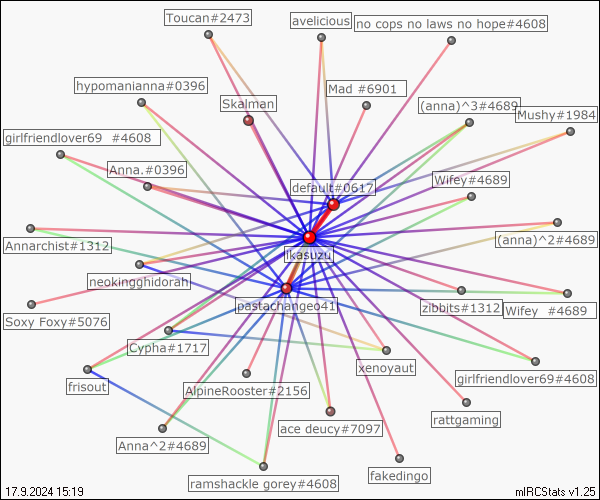 Toucan#2473
avelicious
no cops no laws no hope#4608
hypomanianna#0396
Skalman
Mad #6901
(anna)^3#4689
Mushy#1984
girlfriendlover69 #4608
Anna.#0396
default#0617
Wifey#4689
Annarchist#1312
ikasuzu
(anna)^2#4689
neokingghidorah
pastachangeo41
zibbits#1312
Wifey #4689
Soxy Foxy#5076
Cypha#1717
xenoyaut
girlfriendlover69#4608
frisout
AlpineRooster#2156
rattgaming
Anna^2#4689
ace deucy#7097
fakedingo
ramshackle gorey#4608
17.9.2024 15:19
mIRCStats v1.25